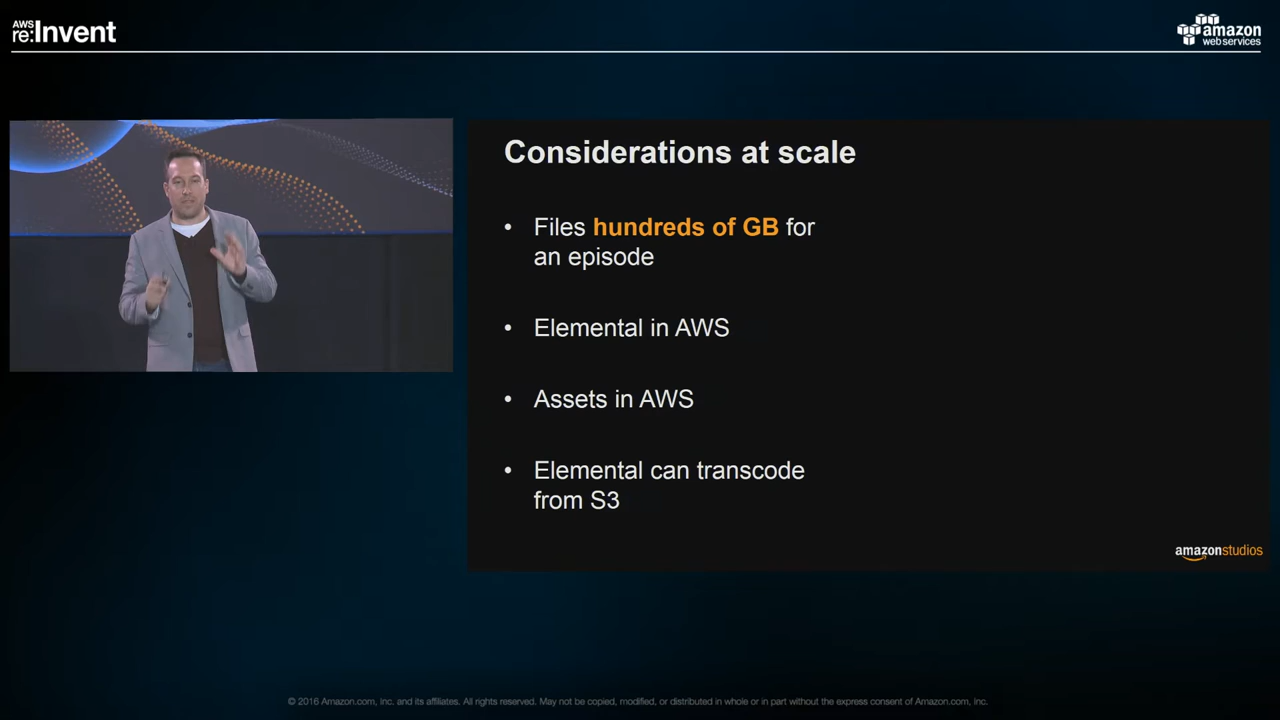 AWS
re:Invent
amazon
web services
Considerations at scale
• Files hundreds of GB for
an episode
• Elemental in AWS
• Assets in AWS
• Elemental can transcode
from S3
amazonstudios
© 2016 Amazon.com, Inc. and its affiliates. All rights reserved. May not be copied, modified, or distributed in whole or in part without the express consent of Amazon.com, Inc.